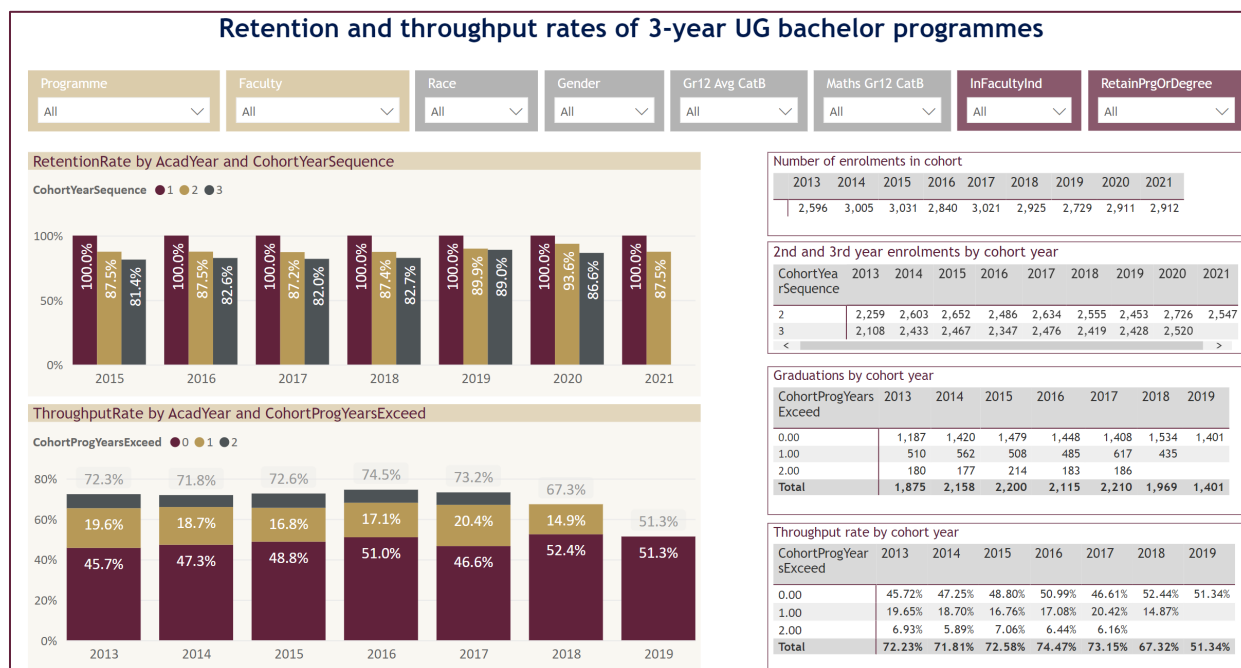 Retention and throughput rates of 3-year UG bachelor programmes
Programme Faculty Race Gender Gr12 Avg CatB Maths Gr12 CatB InFacultyInd RetainPrgOrDegree
All All All All All All All All
RetentionRate by AcadYear and CohortYearSequence
CohortYearSequence 1 2 3
100%
50%
0%
100.0% 87.5% 81.4% 100.0% 87.5% 82.6% 100.0% 87.2% 82.0% 100.0% 87.4% 82.7% 100.0% 89.9% 89.0% 100.0% 93.6% 86.6% 100.0% 87.5%
2015 2016 2017 2018 2019 2020 2021
ThroughputRate by AcadYear and CohortProgYearsExceed
CohortProgYearsExceed 0 1 2
80%
60%
40%
20%
0%
72.3% 71.8% 72.6% 74.5% 73.2% 67.3% 51.3%
19.6% 18.7% 16.8% 17.1% 20.4% 14.9%
45.7% 47.3% 48.8% 51.0% 46.6% 52.4% 51.3%
2013 2014 2015 2016 2017 2018 2019
Number of enrolments in cohort
2013 2014 2015 2016 2017 2018 2019 2020 2021
2,596 3,005 3,031 2,840 3,021 2,925 2,729 2,911 2,912
2nd and 3rd year enrolments by cohort year
CohortYea 2013 2014 2015 2016 2017 2018 2019 2020 2021
rSequence
2 2,259 2,603 2,652 2,486 2,634 2,555 2,453 2,726 2,547
3 2,108 2,433 2,467 2,347 2,476 2,419 2,428 2,520
Graduations by cohort year
CohortProgYears 2013 2014 2015 2016 2017 2018 2019
Exceed
0.00 1,187 1,420 1,479 1,448 1,408 1,534 1,401
1.00 510 562 508 485 617 435
2.00 180 177 214 183 186
Total 1,875 2,158 2,200 2,115 2,210 1,969 1,401
Throughput rate by cohort year
CohortProgYear 2013 2014 2015 2016 2017 2018 2019
sExceed
0.00 45.72% 47.25% 48.80% 50.99% 46.61% 52.44% 51.34%
1.00 19.65% 18.70% 16.76% 17.08% 20.42% 14.87%
2.00 6.93% 5.89% 7.06% 6.44% 6.16%
Total 72.23% 71.81% 72.58% 74.47% 73.15% 67.32% 51.34%